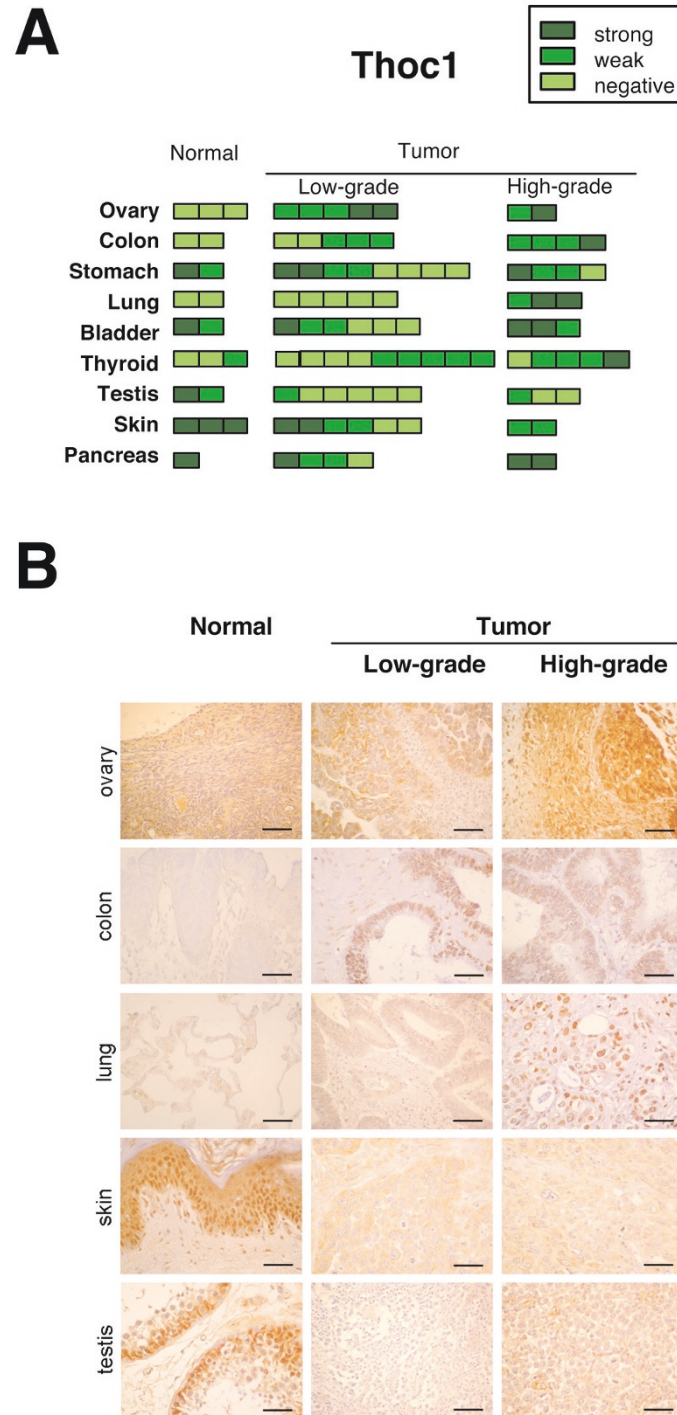 A
Thoc1
strong
weak
negative
Normal
Tumor
Low-grade
High-grade
Ovary
Colon
Stomach
Lung
Bladder
Thyroid
Testis
Skin
Pancreas
B
Normal
Tumor
Low-grade
High-grade
ovary
colon
lung
skin
testis